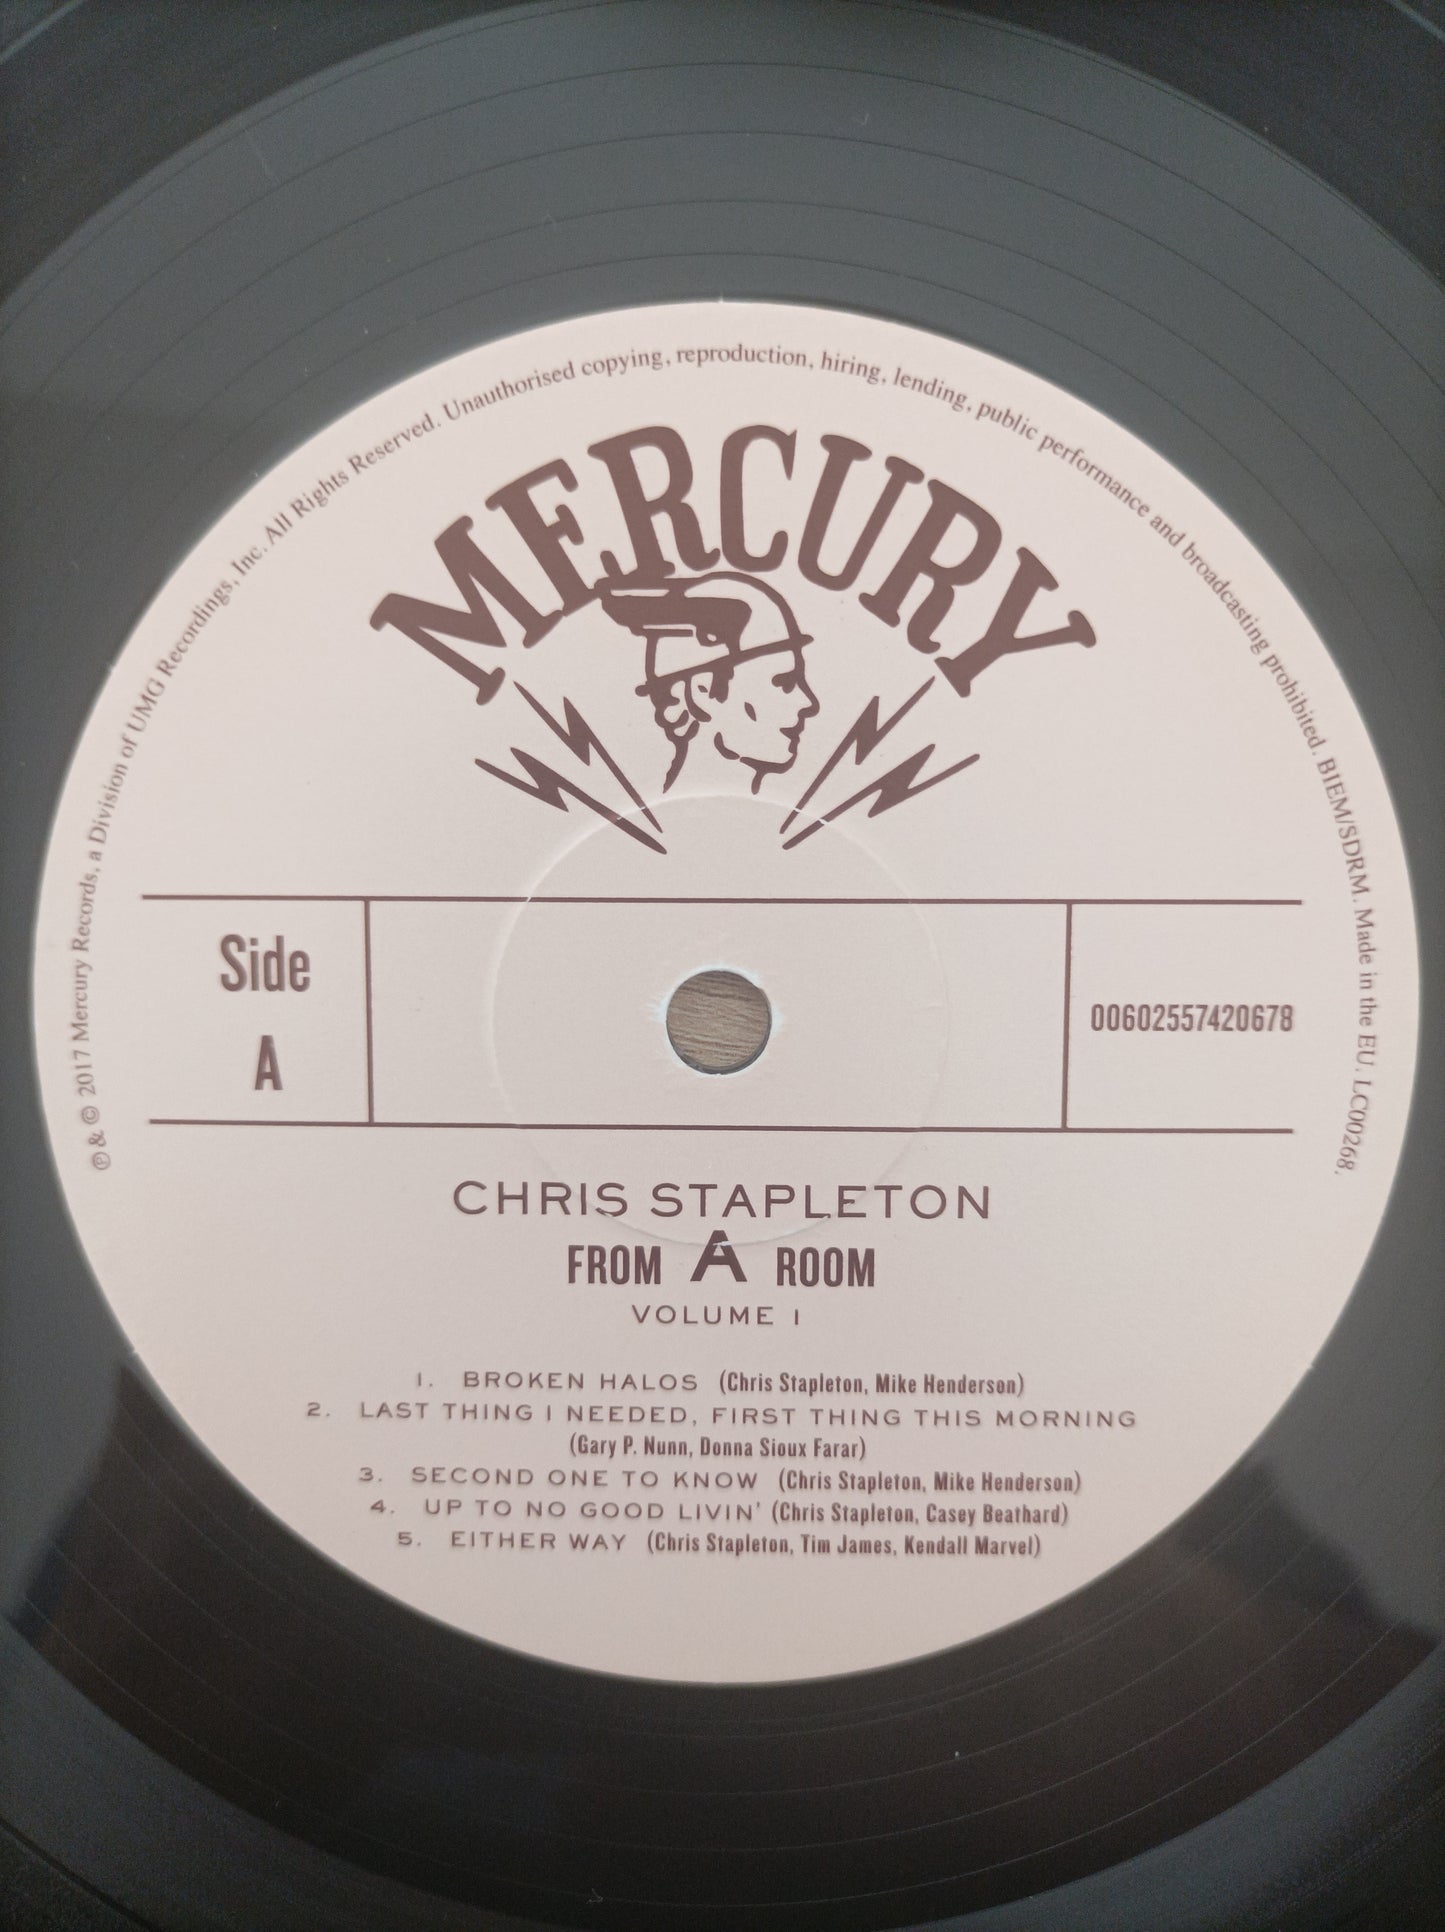 ℗ & © 2017 Mercury Records, a Division of UMG Recordings, Inc. All Rights Reserved. Unauthorised copying, reproduction, hiring, lending, public performance and broadcasting prohibited. BIEM/SDRM. Made in the EU. LC00268.
MERCURY
Side
A
00602557420678
CHRIS STAPLETON
FROM A ROOM
VOLUME 1
1. BROKEN HALOS (Chris Stapleton, Mike Henderson)
2. LAST THING I NEEDED, FIRST THING THIS MORNING
(Gary P. Nunn, Donna Sioux Farar)
3. SECOND ONE TO KNOW (Chris Stapleton, Mike Henderson)
4. UP TO NO GOOD LIVIN' (Chris Stapleton, Casey Beathard)
5. EITHER WAY (Chris Stapleton, Tim James, Kendall Marvel)